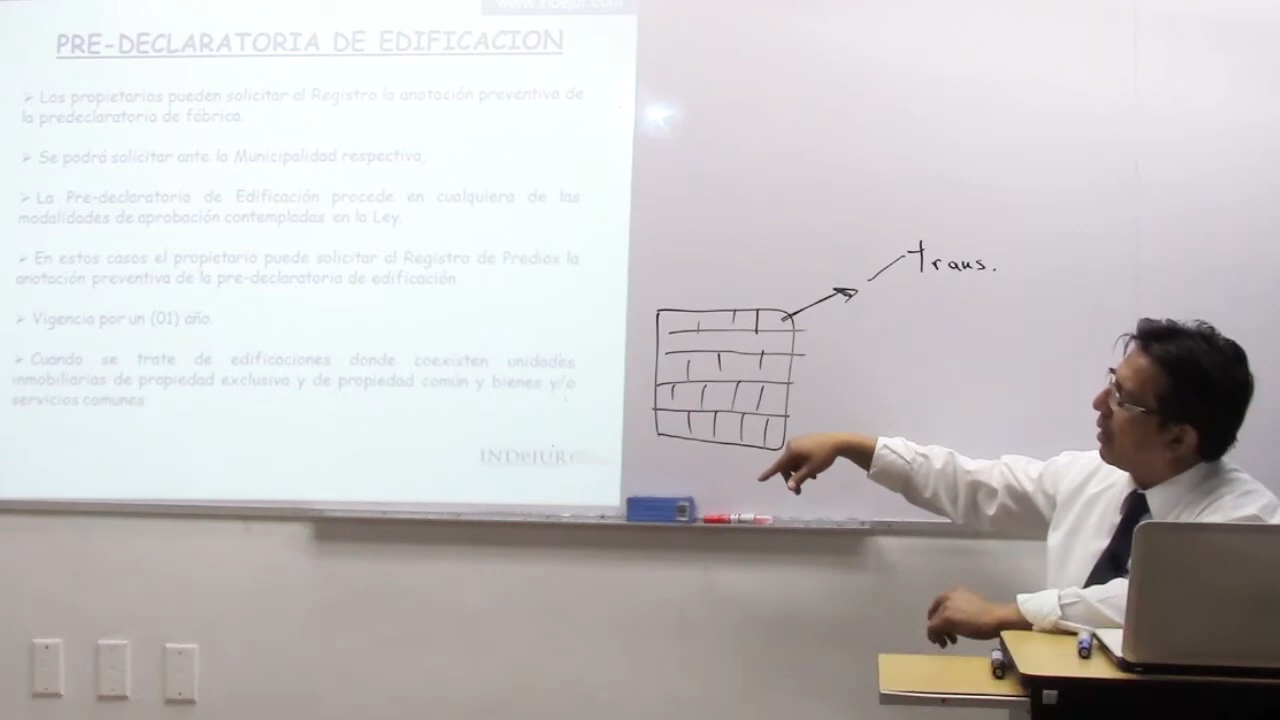 www.indejur.com
PRE-DECLARATORIA DE EDIFICACION
➢ Los propietarios pueden solicitar al Registro la anotación preventiva de
la predeclaratoria de fábrica.
➢ Se podrá solicitar ante la Municipalidad respectiva,
➢ La Pre-declaratoria de Edificación procede en cualquiera de las
modalidades de aprobación contempladas en la Ley.
➢ En estos casos el propietario puede solicitar al Registro de Predios la
anotación preventiva de la pre-declaratoria de edificación
➢ Vigencia por un (01) año.
➢ Cuando se trate de edificaciones donde coexisten unidades
inmobiliarias de propiedad exclusiva y de propiedad común y bienes y/o
servicios comunes
INDeJUR
trans.